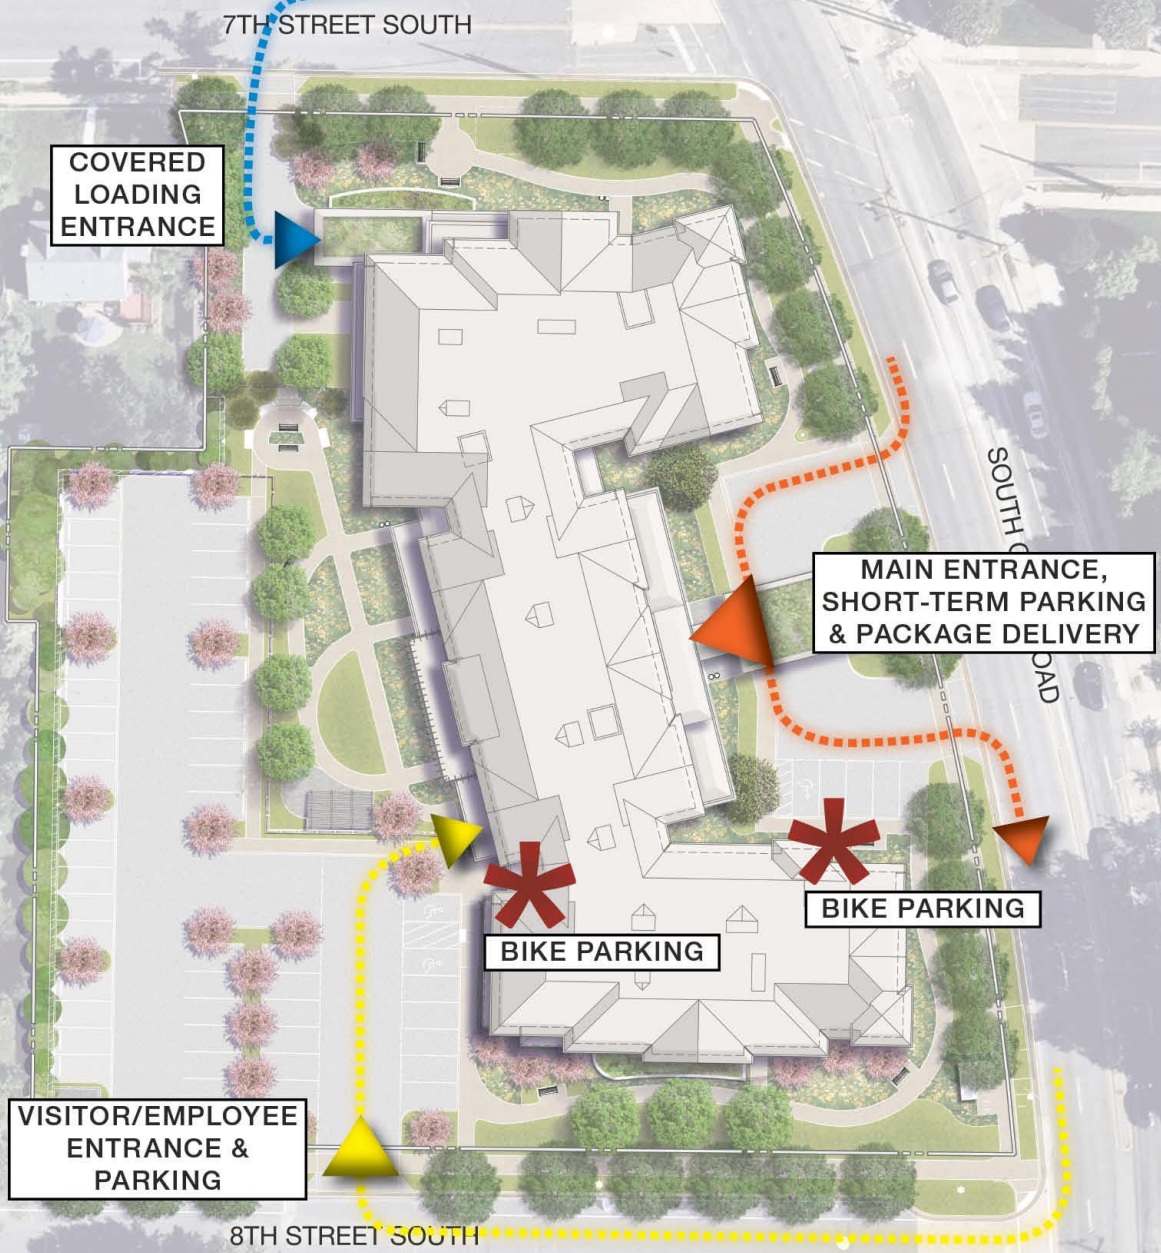 7TH STREET SOUTH
COVERED
LOADING
ENTRANCE
SOUTH
OAD
MAIN ENTRANCE,
SHORT-TERM PARKING
& PACKAGE DELIVERY
BIKE PARKING
BIKE PARKING
VISITOR/EMPLOYEE
ENTRANCE &
PARKING
8TH STREET SOUTH